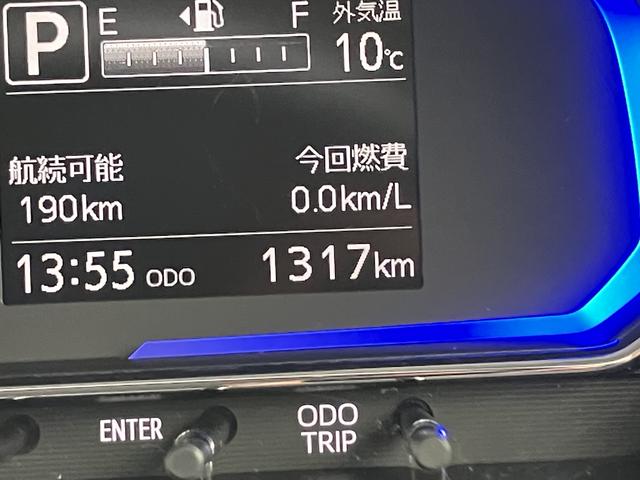 P
E F 外気温
10℃
航続可能 今回燃費
190km 0.0km/L
13:55 ODO 1317km
ENTER ODO
TRIP